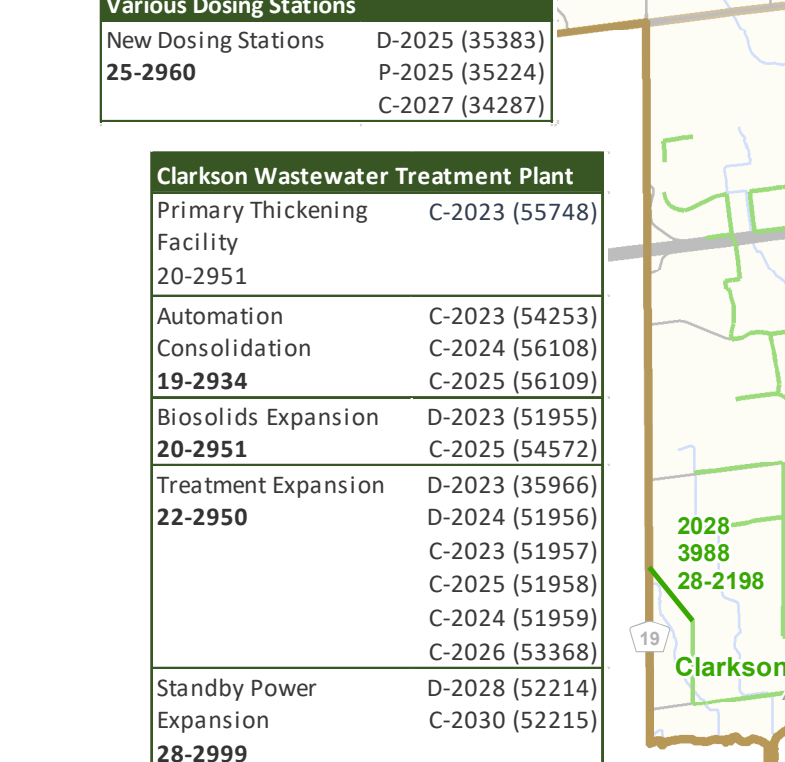 Various Dosing Stations
New Dosing Stations D-2025 (35383)
25-2960 P-2025 (35224)
C-2027 (34287)
Clarkson Wastewater Treatment Plant
Primary Thickening C-2023 (55748)
Facility
20-2951
Automation C-2023 (54253)
Consolidation C-2024 (56108)
19-2934 C-2025 (56109)
Biosolids Expansion D-2023 (51955)
20-2951 C-2025 (54572)
Treatment Expansion D-2023 (35966)
22-2950 D-2024 (51956)
C-2023 (51957)
C-2025 (51958)
C-2024 (51959)
C-2026 (53368)
Standby Power D-2028 (52214)
Expansion C-2030 (52215)
28-2999
2028
3988
28-2198
19
Clarkson